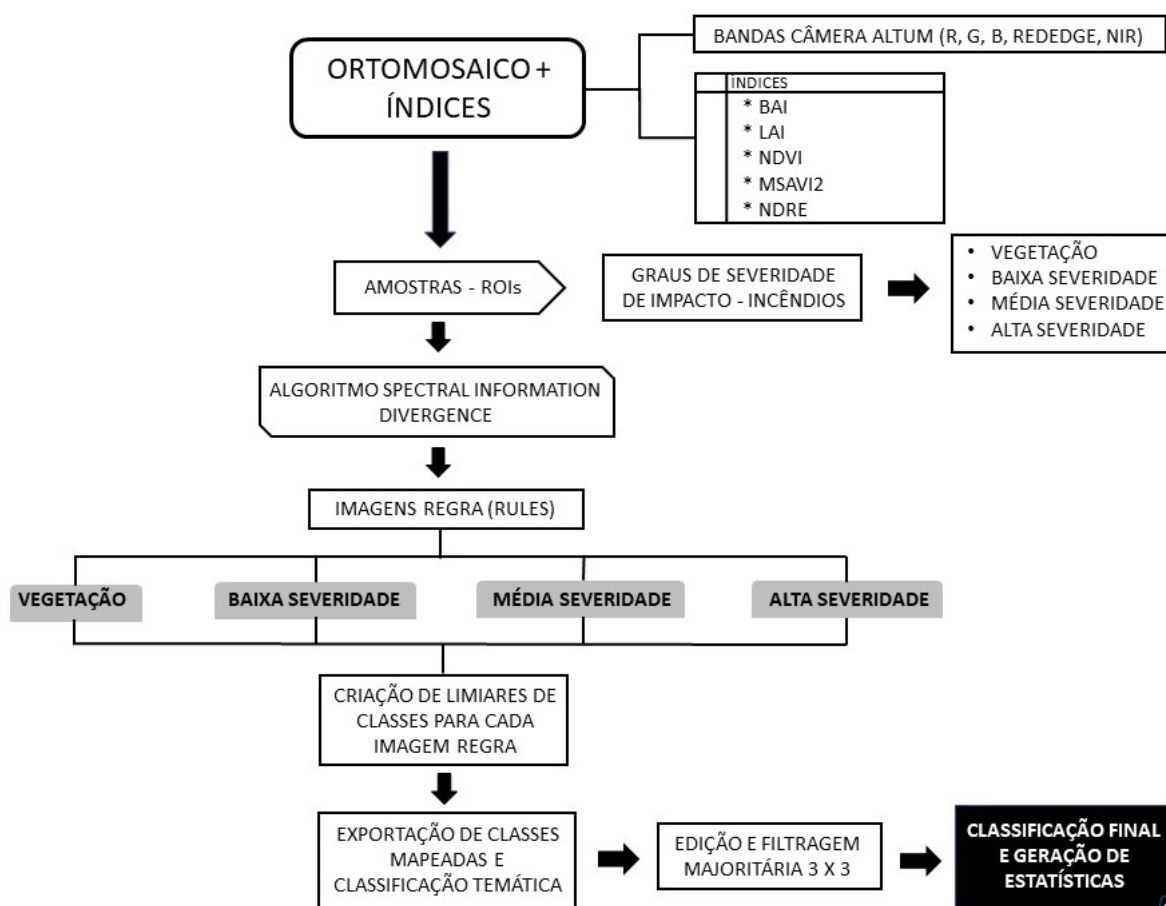 ORTOMOSAICO +
ÍNDICES
BANDAS CÂMERA ALTUM (R, G, B, REDEDGE, NIR)
ÍNDICES
* BAI
* LAI
* NDVI
* MSAVI2
* NDRE
AMOSTRAS - ROIs
GRAUS DE SEVERIDADE
DE IMPACTO - INCÊNDIOS
• VEGETAÇÃO
• BAIXA SEVERIDADE
• MÉDIA SEVERIDADE
• ALTA SEVERIDADE
ALGORITMO SPECTRAL INFORMATION
DIVERGENCE
IMAGENS REGRA (RULES)
VEGETAÇÃO
BAIXA SEVERIDADE
MÉDIA SEVERIDADE
ALTA SEVERIDADE
CRIAÇÃO DE LIMIARES DE
CLASSES PARA CADA
IMAGEM REGRA
EXPORTAÇÃO DE CLASSES
MAPEADAS E
CLASSIFICAÇÃO TEMÁTICA
EDIÇÃO E FILTRAGEM
MAJORITÁRIA 3 X 3
CLASSIFICAÇÃO FINAL
E GERAÇÃO DE
ESTATÍSTICAS